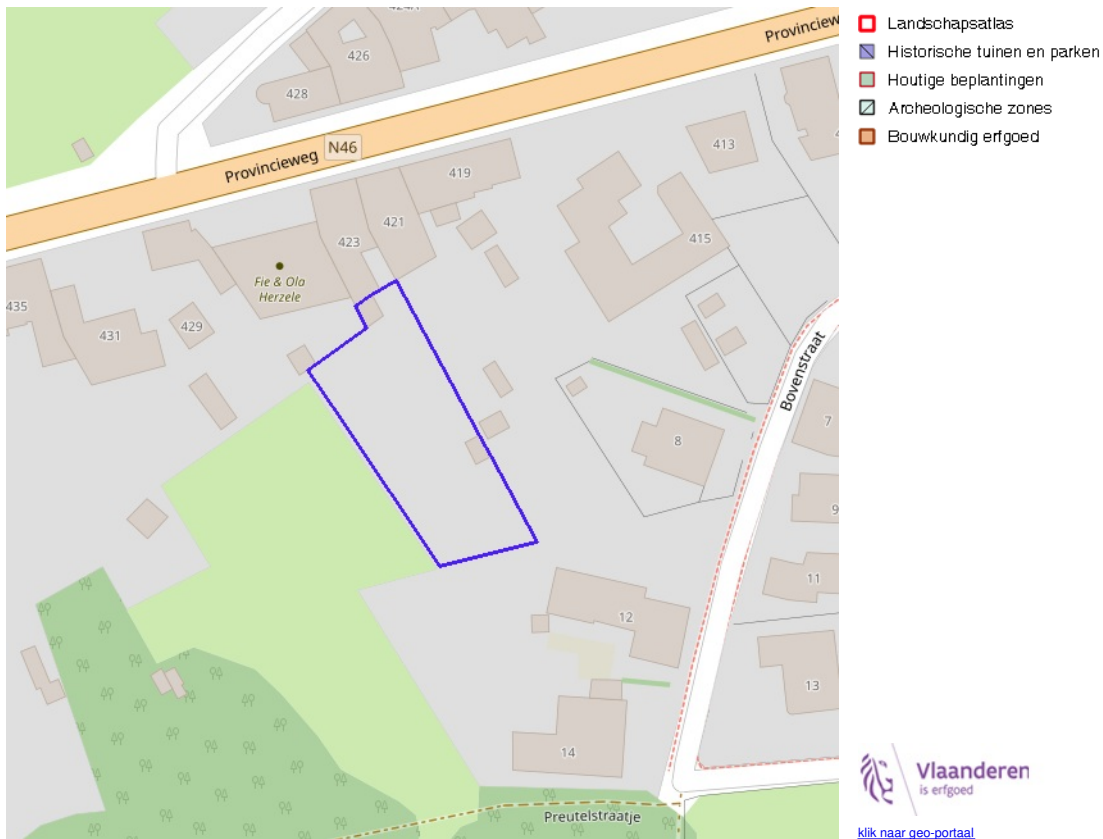 424A
426
428
Provinciew
Provincieweg N46
413
4
419
421
423
415
Fie & Ola
Herzele
435
431
429
Bovenstraat
8
7
9
11
12
13
14
Preutelstraatje
Landschapsatlas
Historische tuinen en parken
Houtige beplantingen
Archeologische zones
Bouwkundig erfgoed
Vlaanderen
is erfgoed
klik naar geo-portaal